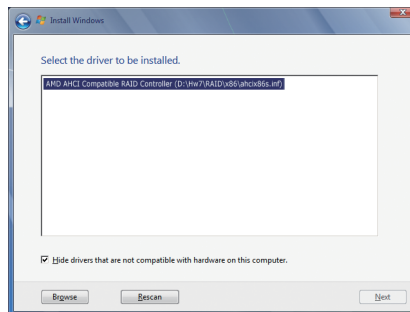 Install Windows
Select the driver to be installed.
AMD AHCI Compatible RAID Controller (D:\Hw7\RAID\x86\ahcix86s.inf)
Hide drivers that are not compatible with hardware on this computer.
Browse
Rescan
Next